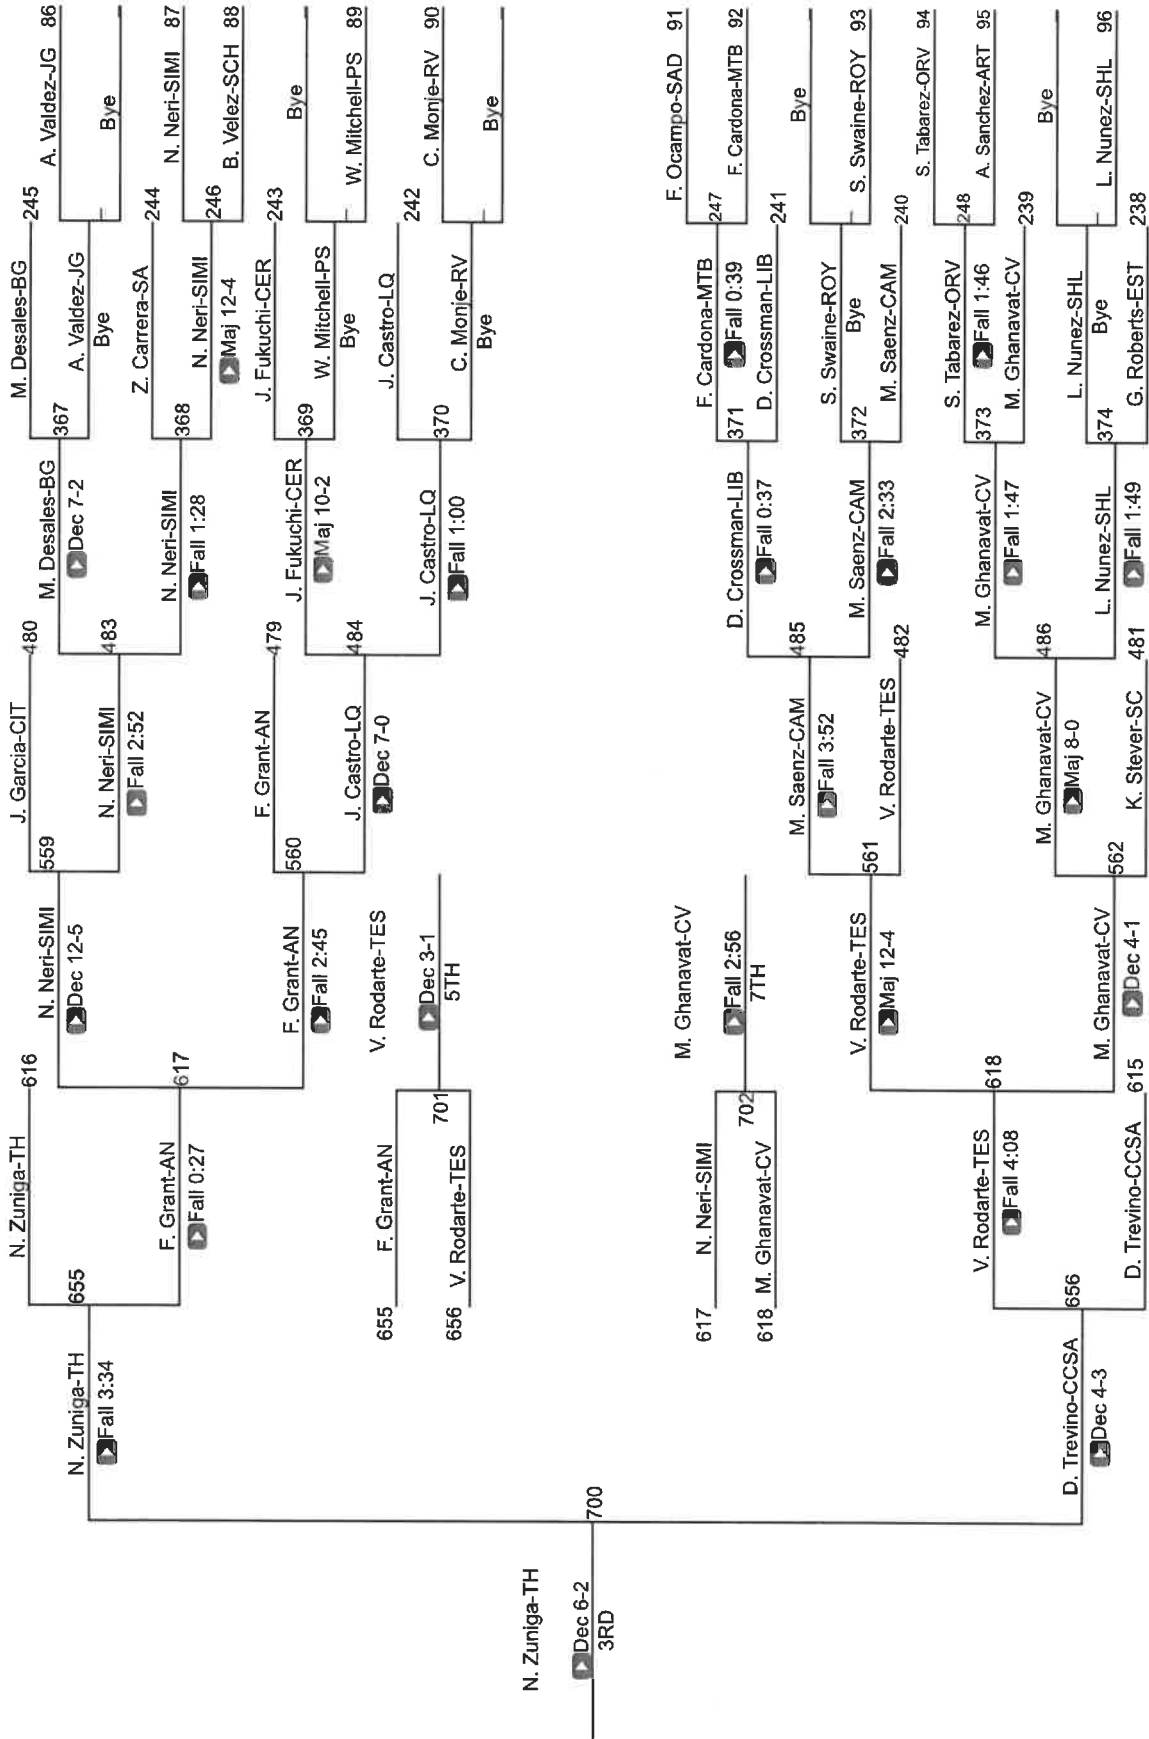 A. Valdez-JG 86
Bye
N. Neri-SIMI 87
B. Velez-SCH 88
Bye
W. Mitchell-PS 89
C. Monje-RV 90
Bye
F. Ocampo-SAD 91
F. Cardona-MTB 92
Bye
S. Swaine-ROY 93
S. Tabarez-ORV 94
A. Sanchez-ART 95
Bye
L. Nunez-SHL 96
M. Desales-BG 245
A. Valdez-JG
Bye
Z. Carrera-SA 244
N. Neri-SIMI 246
Maj 12-4
J. Fukuchi-CER 243
W. Mitchell-PS
Bye
J. Castro-LQ 242
C. Monje-RV
Bye
F. Cardona-MTB 247
Fall 0:39
D. Crossman-LIB 241
S. Swaine-ROY
Bye
M. Saenz-CAM 240
S. Tabarez-ORV 248
Fall 1:46
M. Ghanavat-CV 239
L. Nunez-SHL
Bye
G. Roberts-EST 238
M. Desales-BG 367
Dec 7-2
N. Neri-SIMI 368
Fall 1:28
J. Fukuchi-CER 369
Maj 10-2
J. Castro-LQ 370
Fall 1:00
D. Crossman-LIB 371
Fall 0:37
M. Saenz-CAM 372
Fall 2:33
M. Ghanavat-CV 373
Fall 1:47
L. Nunez-SHL 374
Fall 1:49
J. Garcia-CIT 480
N. Neri-SIMI 483
Fall 2:52
F. Grant-AN 479
J. Castro-LQ 484
Dec 7-0
M. Saenz-CAM 485
Fall 3:52
V. Rodarte-TES 482
M. Ghanavat-CV 486
Maj 8-0
K. Stever-SC 481
N. Neri-SIMI 559
Dec 12-5
F. Grant-AN 560
Fall 2:45
V. Rodarte-TES 561
Maj 12-4
M. Ghanavat-CV 562
Dec 4-1
N. Zuniga-TH 616
F. Grant-AN 617
Fall 0:27
V. Rodarte-TES 618
Fall 4:08
D. Trevino-CCSA 615
N. Zuniga-TH 655
Fall 3:34
D. Trevino-CCSA 656
Dec 4-3
N. Zuniga-TH 700
Dec 6-2
3RD
655 F. Grant-AN
656 V. Rodarte-TES
701
V. Rodarte-TES
Dec 3-1
5TH
617 N. Neri-SIMI
618 M. Ghanavat-CV
702
M. Ghanavat-CV
Fall 2:56
7TH